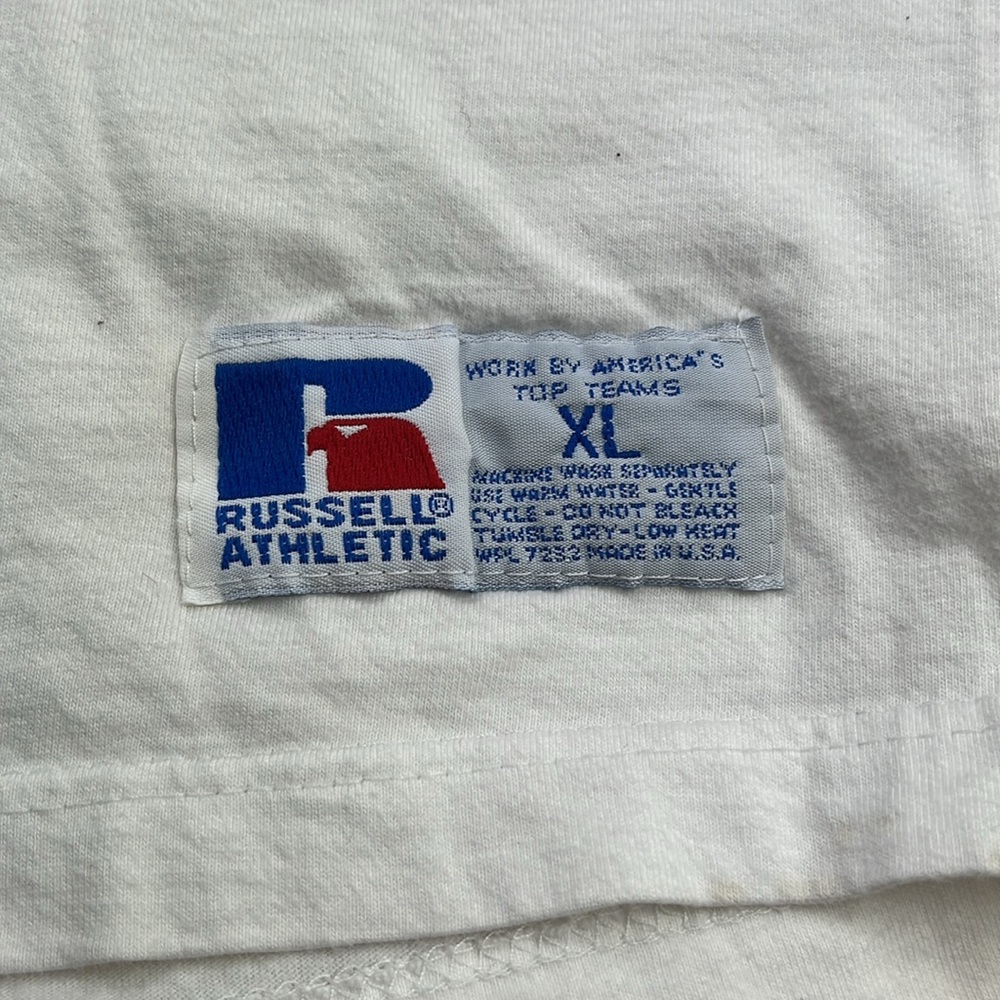 RUSSELL®
ATHLETIC
WORN BY AMERICA'S
TOP TEAMS
XL
MACHINE WASH SEPARATELY
USE WARM WATER - GENTLE
CYCLE - DO NOT BLEACH
TUMBLE DRY-LOW HEAT
WPL 7233 MADE IN U.S.A.